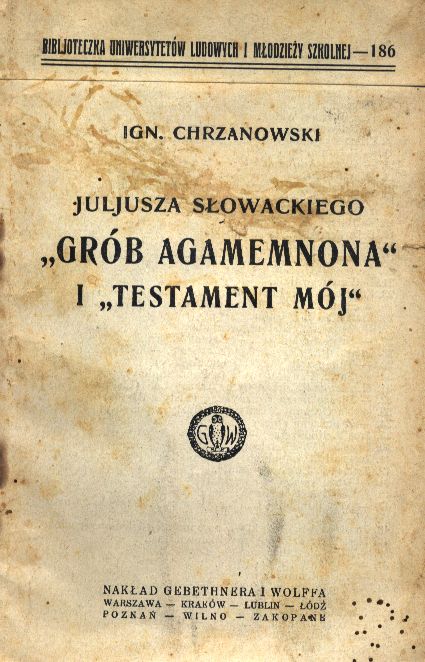 BIBLJOTECZKA UNIWERSYTETÓW LUDOWYCH I MŁODZIEŻY SZKOLNEJ—186
IGN. CHRZANOWSKI
JULJUSZA SŁOWACKIEGO
„GRÓB AGAMEMNONA“
I „TESTAMENT MÓJ“
G W
NAKŁAD GEBETHNERA I WOLFFA
WARSZAWA — KRAKÓW — LUBLIN — ŁÓDŹ
POZNAŃ — WILNO — ZAKOPANE